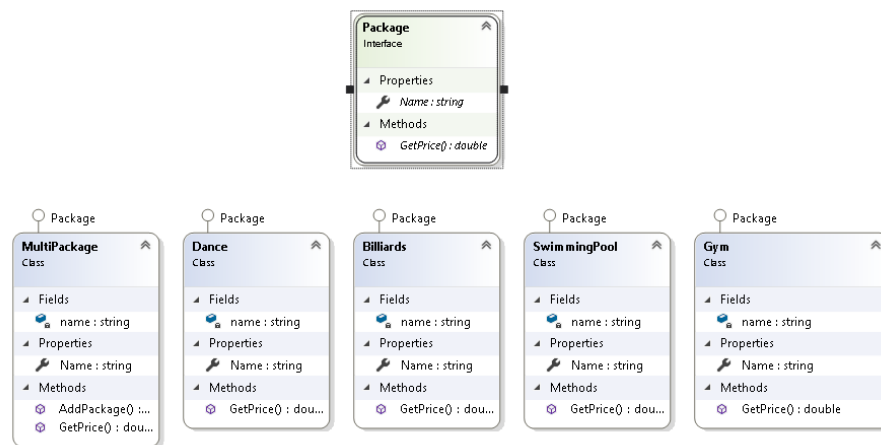 Package
Interface
Properties
Name : string
Methods
GetPrice() : double
Package
MultiPackage
Class
Fields
name : string
Properties
Name : string
Methods
AddPackage() :...
GetPrice() : dou...
Package
Dance
Class
Fields
name : string
Properties
Name : string
Methods
GetPrice() : dou...
Package
Billiards
Class
Fields
name : string
Properties
Name : string
Methods
GetPrice() : dou...
Package
SwimmingPool
Class
Fields
name : string
Properties
Name : string
Methods
GetPrice() : dou...
Package
Gym
Class
Fields
name : string
Properties
Name : string
Methods
GetPrice() : double